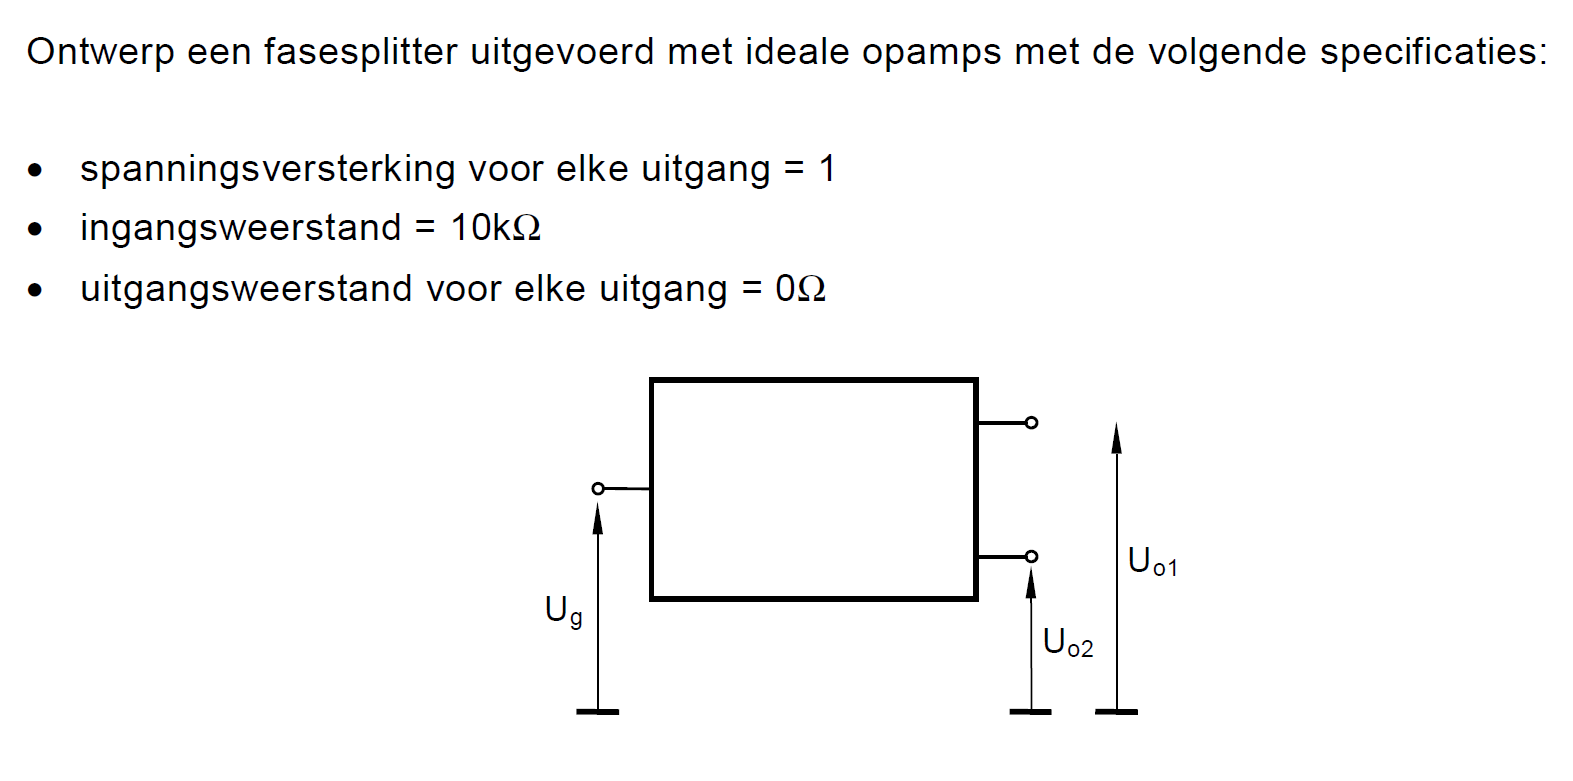 Ontwerp een fasesplitter uitgevoerd met ideale opamps met de volgende specificaties:
• spanningsversterking voor elke uitgang = 1
• ingangsweerstand = 10kΩ
• uitgangsweerstand voor elke uitgang = 0Ω
Uo1
Ug
Uo2